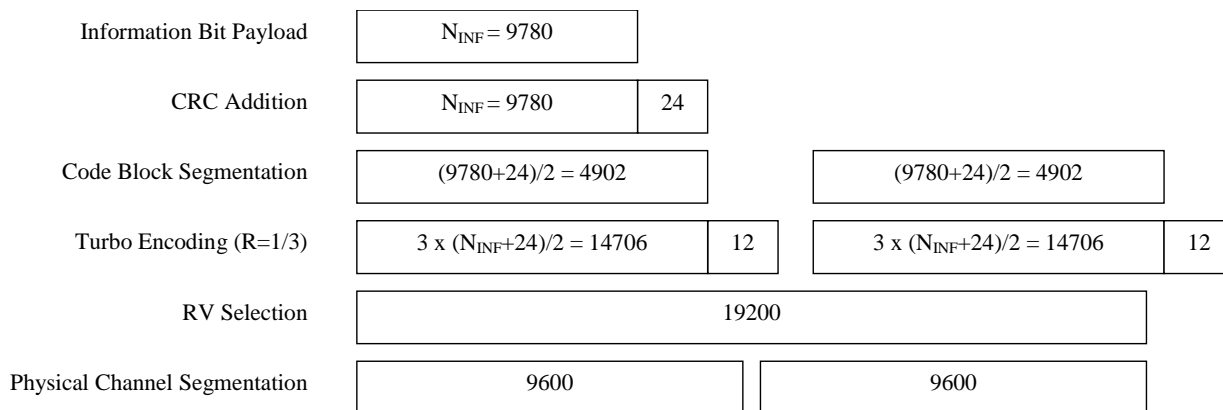 Information Bit Payload
N_INF = 9780
CRC Addition
N_INF = 9780
24
Code Block Segmentation
(9780+24)/2 = 4902
(9780+24)/2 = 4902
Turbo Encoding (R=1/3)
3 x (N_INF+24)/2 = 14706
12
3 x (N_INF+24)/2 = 14706
12
RV Selection
19200
Physical Channel Segmentation
9600
9600